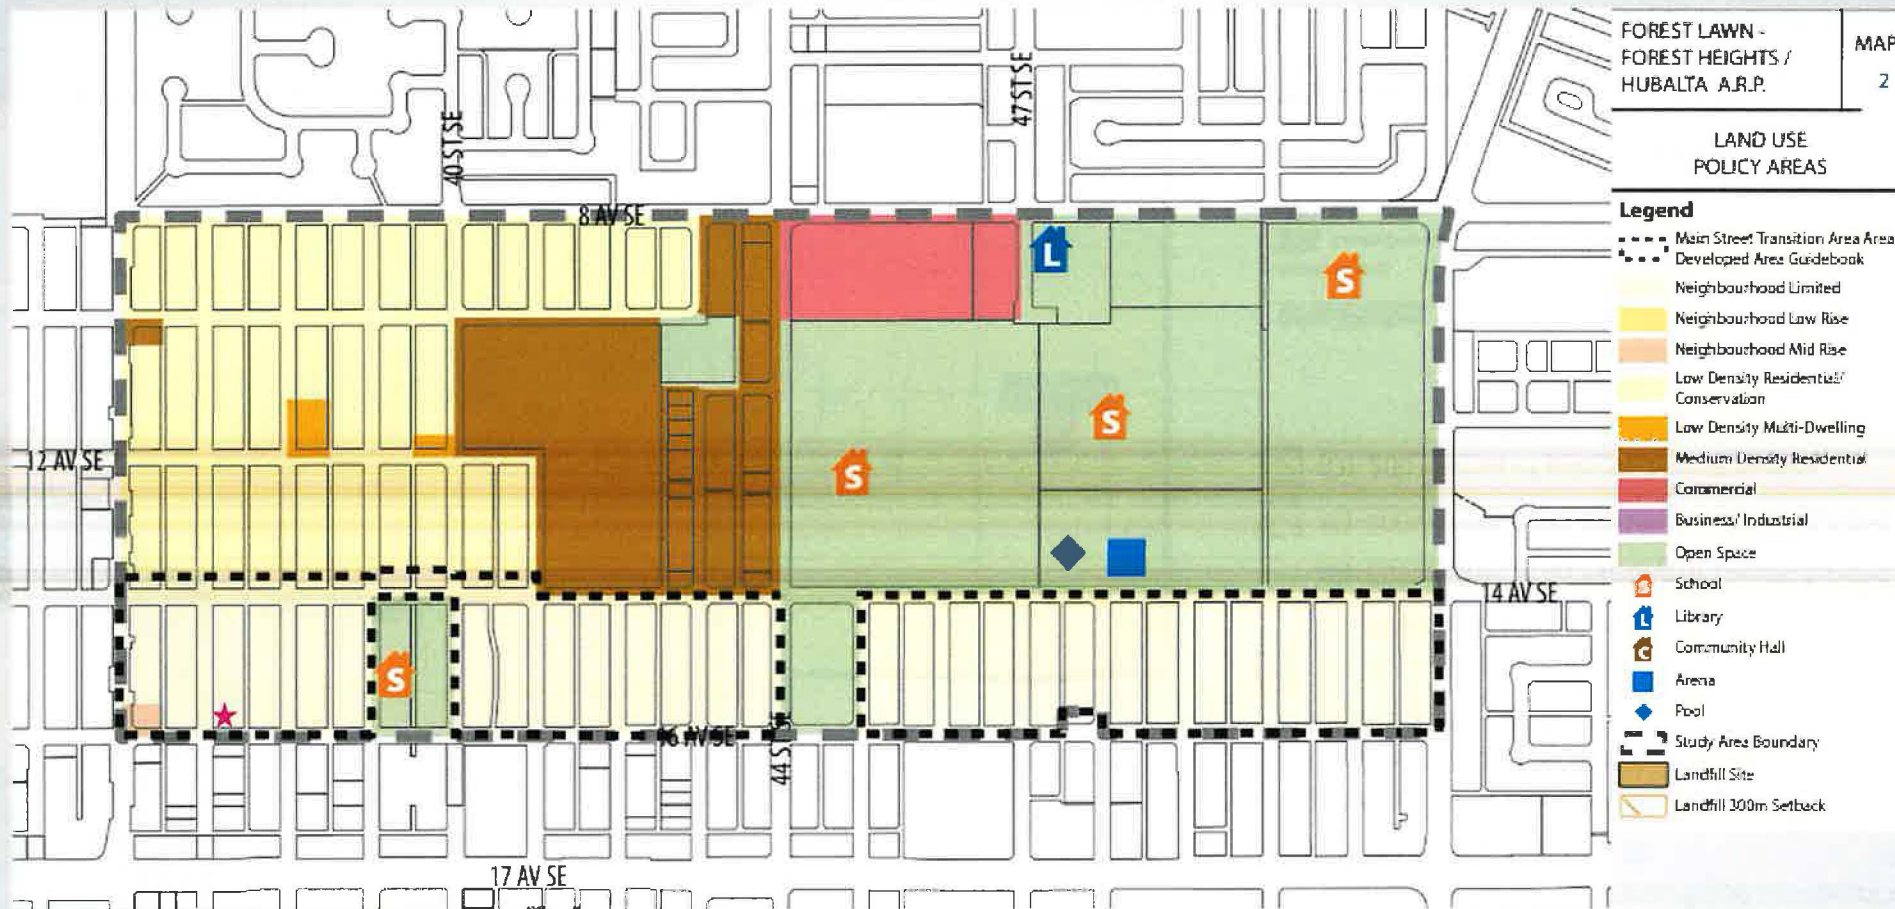 FOREST LAWN -
FOREST HEIGHTS /
HUBALTA A.R.P.
MAP
2
LAND USE
POLICY AREAS
Legend
Main Street Transition Area Area
Developed Area Guidebook
Neighbourhood Limited
Neighbourhood Low Rise
Neighbourhood Mid Rise
Low Density Residential/
Conservation
Low Density Multi-Dwelling
Medium Density Residential
Commercial
Business/ Industrial
Open Space
S School
L Library
C Community Hall
Arena
Pool
Study Area Boundary
Landfill Site
Landfill 300m Setback
40 ST SE
47 ST SE
8 AV SE
L
S
S
12 AV SE
S
14 AV SE
S
16 AV SE
44 ST SE
17 AV SE